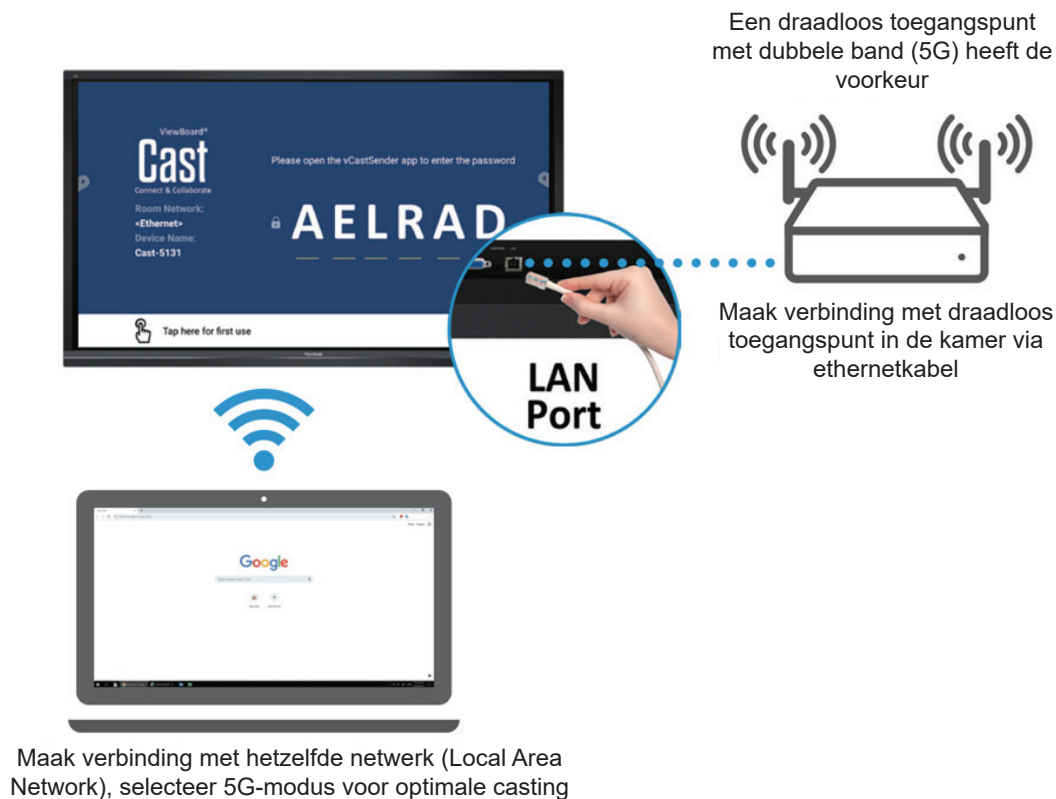 Een draadloos toegangspunt
met dubbele band (5G) heeft de
voorkeur
ViewBoard®
Cast
Connect & Collaborate
Room Network:
<Ethernet>
Device Name:
Cast-5131
Please open the vCastSender app to enter the password
AELRAD
Tap here for first use
ViewSonic
LAN
Port
Maak verbinding met draadloos
toegangspunt in de kamer via
ethernetkabel
Google
Maak verbinding met hetzelfde netwerk (Local Area
Network), selecteer 5G-modus voor optimale casting